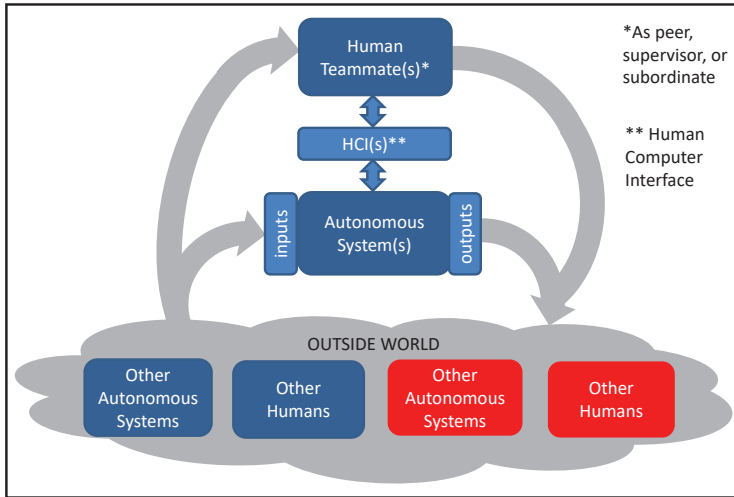 Human
Teammate(s)*
*As peer,
supervisor, or
subordinate
HCI(s)**
** Human
Computer
Interface
inputs
Autonomous
System(s)
outputs
OUTSIDE WORLD
Other
Autonomous
Systems
Other
Humans
Other
Autonomous
Systems
Other
Humans